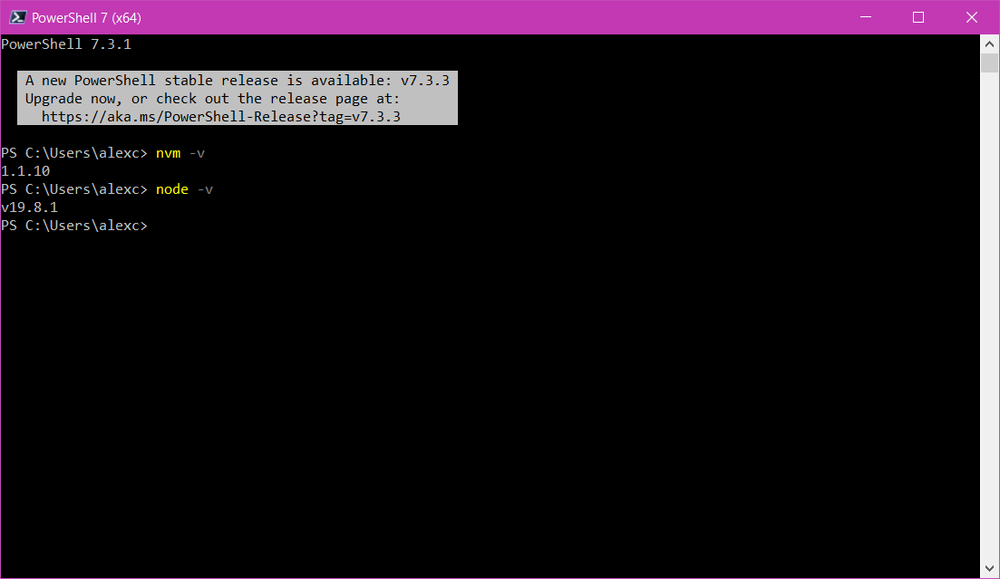 PowerShell 7 (x64)
PowerShell 7.3.1
A new PowerShell stable release is available: v7.3.3
Upgrade now, or check out the release page at:
https://aka.ms/PowerShell-Release?tag=v7.3.3
PS C:\Users\alexc> nvm -v
1.1.10
PS C:\Users\alexc> node -v
v19.8.1
PS C:\Users\alexc>